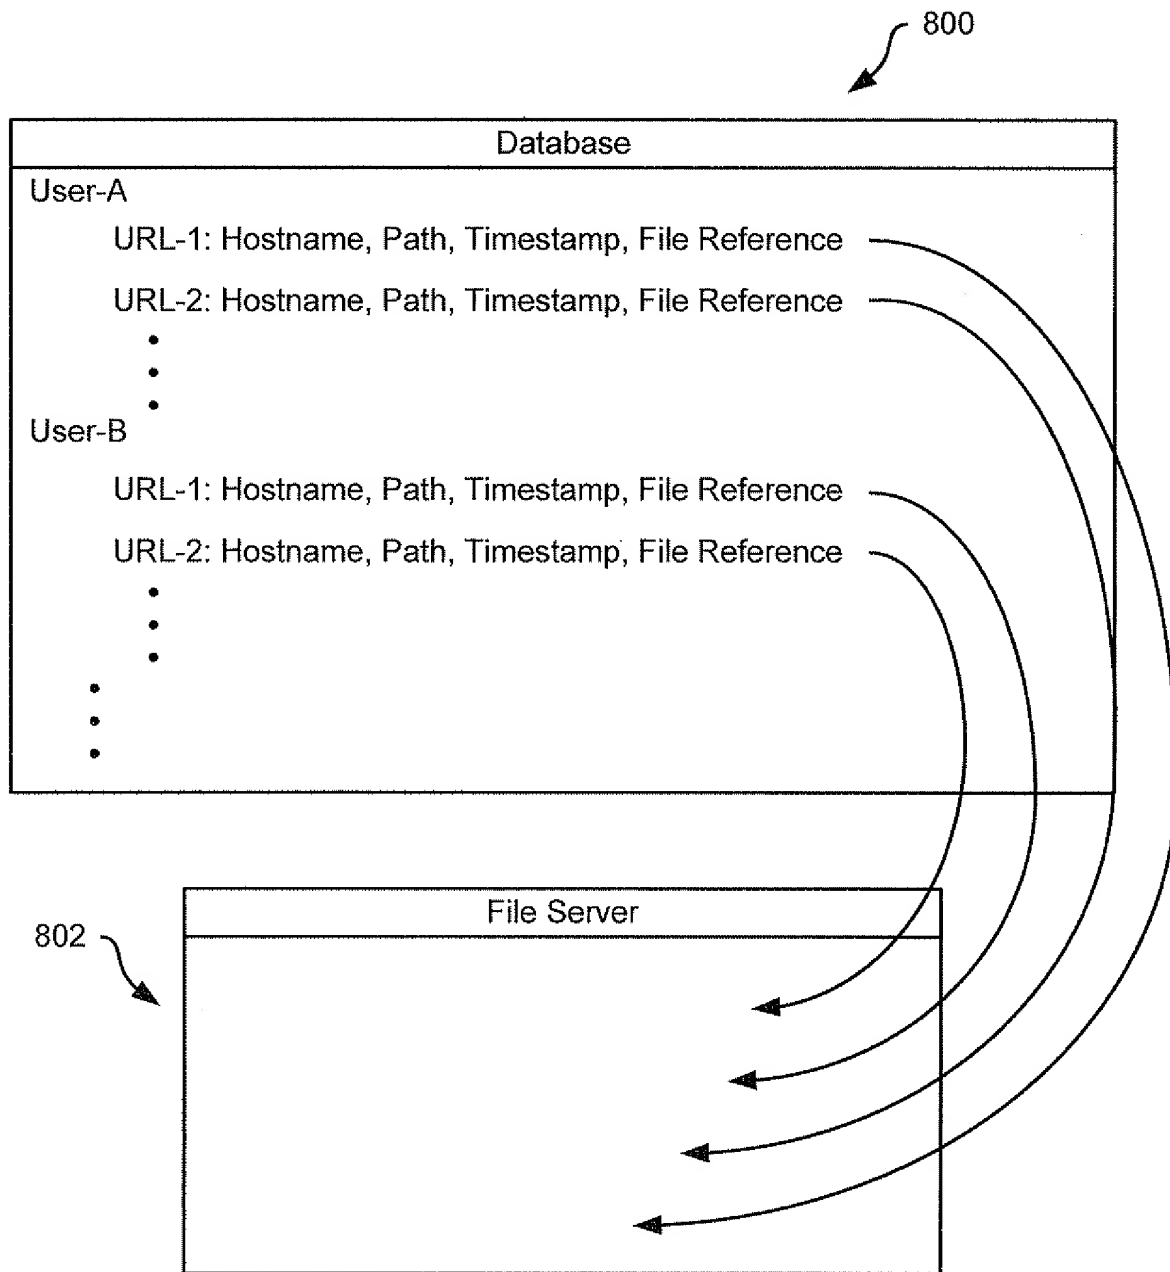 800
Database
User-A
URL-1: Hostname, Path, Timestamp, File Reference
URL-2: Hostname, Path, Timestamp, File Reference
User-B
URL-1: Hostname, Path, Timestamp, File Reference
URL-2: Hostname, Path, Timestamp, File Reference
File Server
802